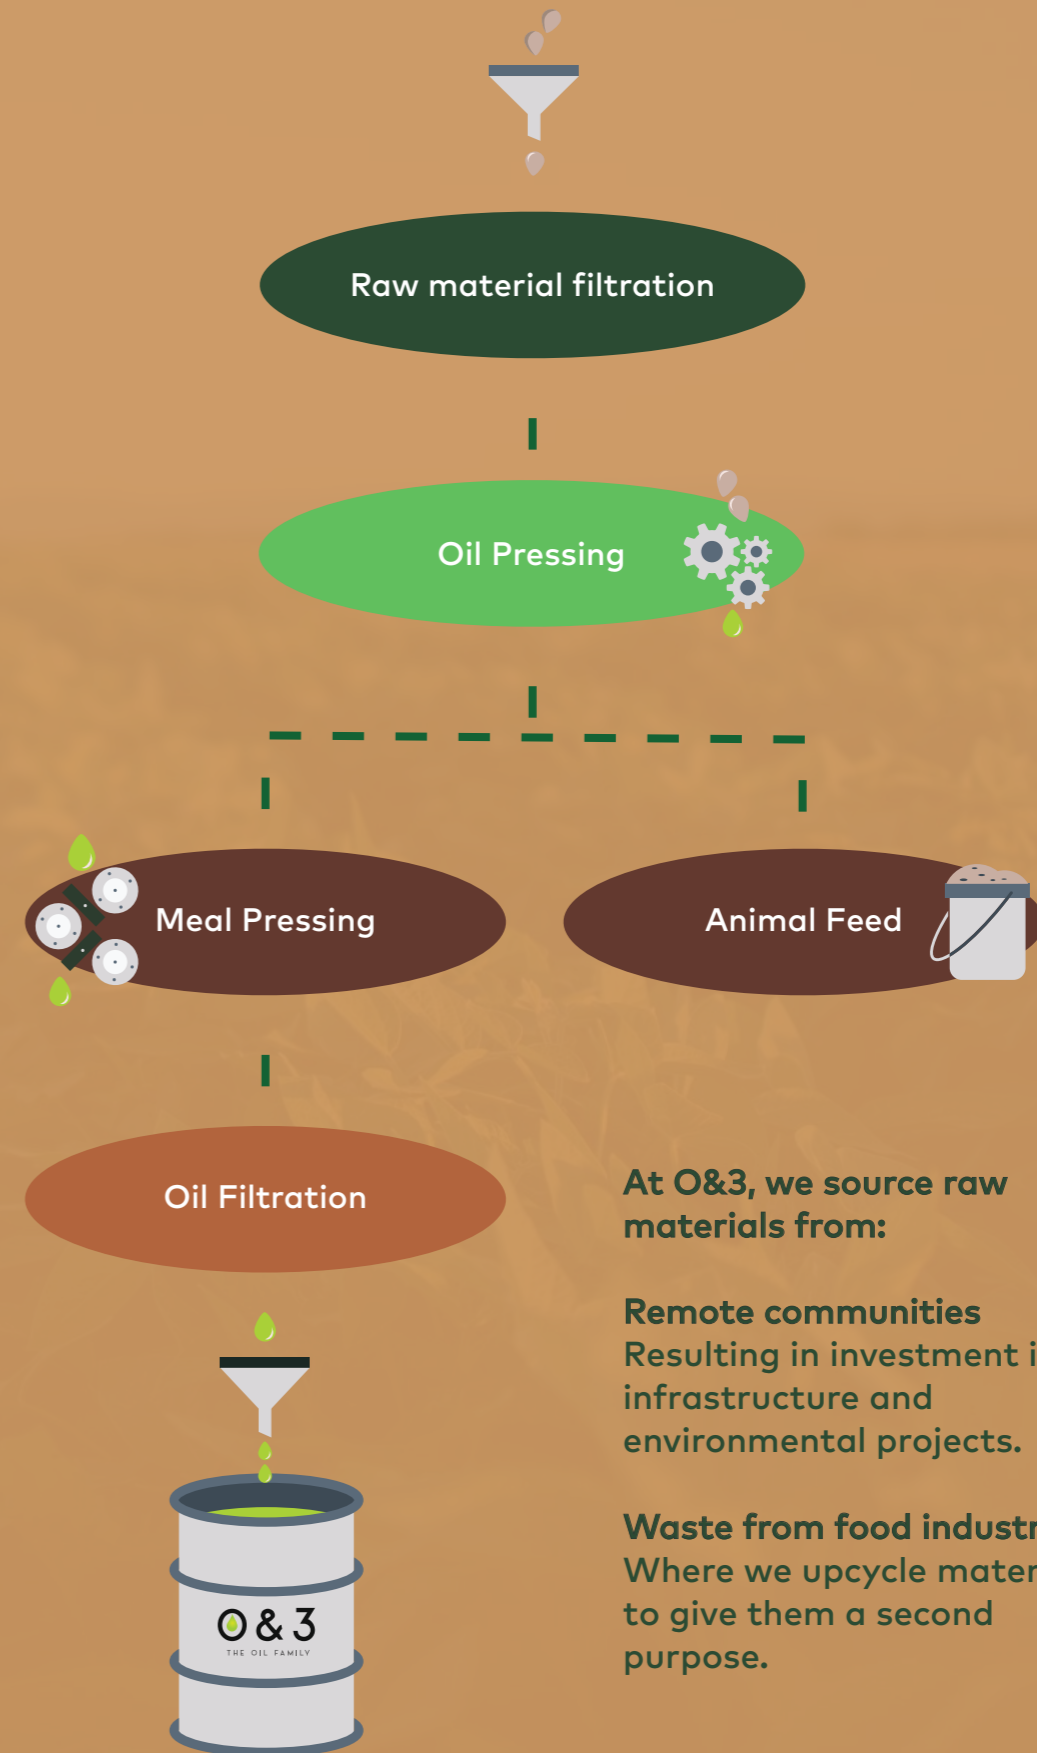 Raw material filtration
Oil Pressing
Meal Pressing
Animal Feed
Oil Filtration
At O&3, we source raw
materials from:
Remote communities
Resulting in investment
infrastructure and
environmental projects.
Waste from food
Where we upcycle
to give them a second
purpose.
O&3
THE OIL FAMILY